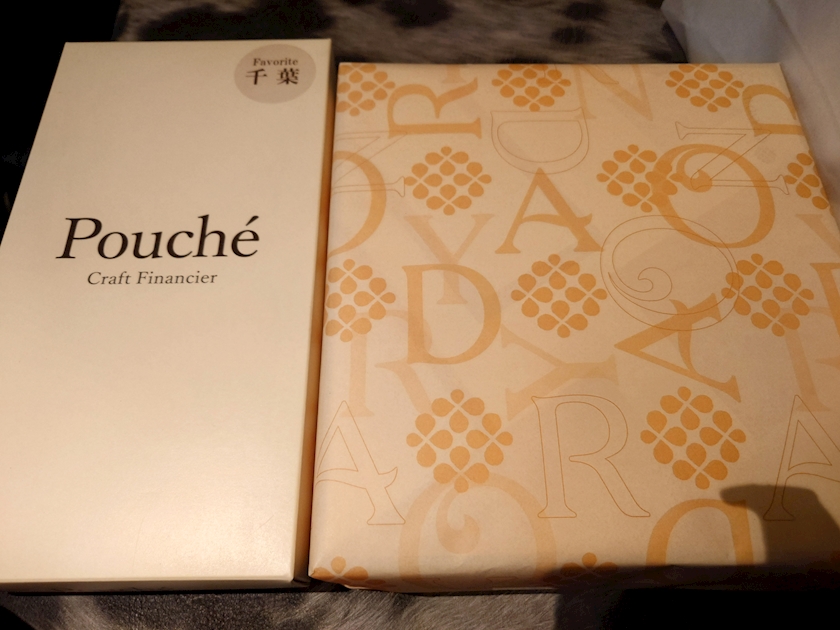 Favorite
千葉
Pouché
Craft Financier